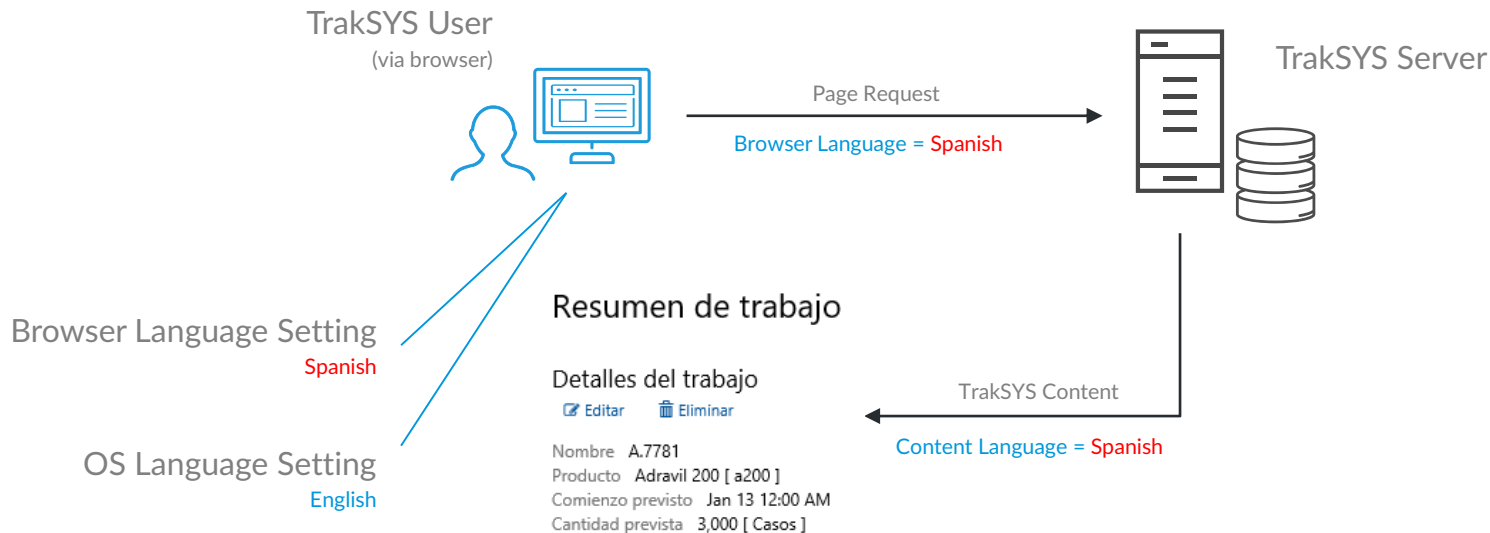 TrakSYS User
(via browser)
TrakSYS Server
Page Request
Browser Language = Spanish
Browser Language Setting
Spanish
OS Language Setting
English
Resumen de trabajo
Detalles del trabajo
Editar Eliminar
Nombre A.7781
Producto Adravil 200 [ a200 ]
Comienzo previsto Jan 13 12:00 AM
Cantidad prevista 3,000 [ Casos ]
TrakSYS Content
Content Language = Spanish